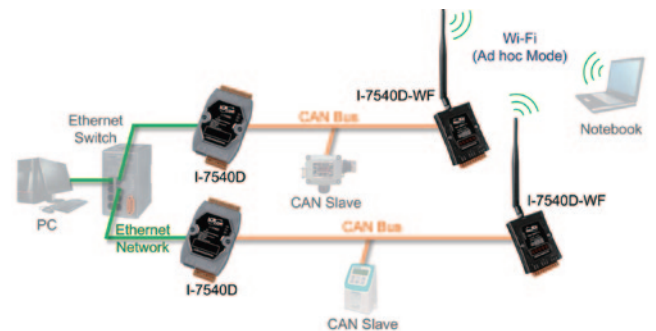 Wi-Fi
(Ad hoc Mode)
I-7540D-WF
I-7540D
CAN Bus
Ethernet
Switch
Notebook
I-7540D-WF
CAN Slave
PC
CAN Bus
Ethernet
Network
I-7540D
CAN Slave